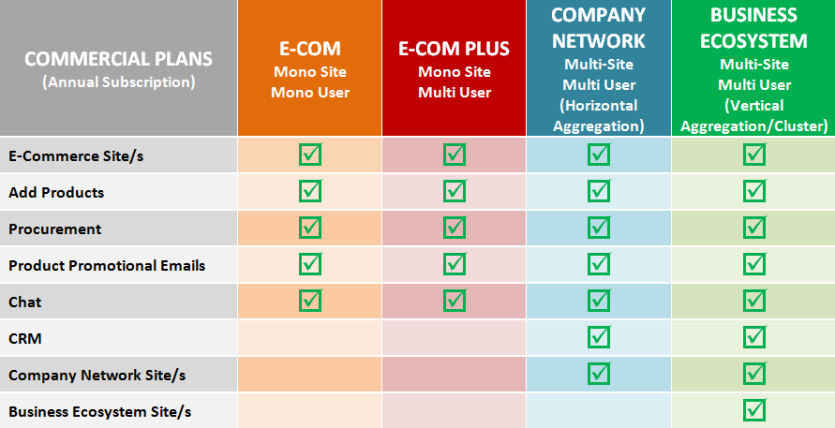 COMMERCIAL PLANS
(Annual Subscription)
E-COM
Mono Site
Mono User
E-COM PLUS
Mono Site
Multi User
COMPANY
NETWORK
Multi-Site
Multi User
(Horizontal
Aggregation)
BUSINESS
ECOSYSTEM
Multi-Site
Multi User
(Vertical
Aggregation/Cluster)
E-Commerce Site/s
Add Products
Procurement
Product Promotional Emails
Chat
CRM
Company Network Site/s
Business Ecosystem Site/s